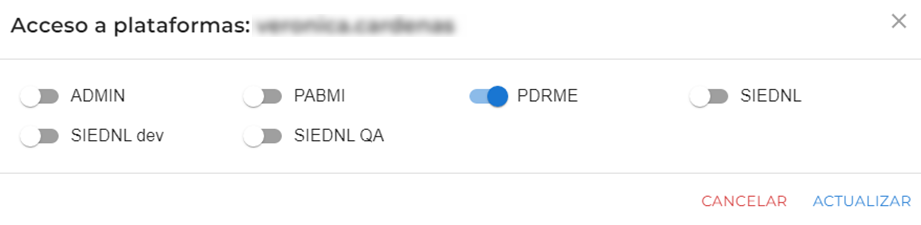 Acceso a plataformas:
ADMIN PABMI PDRME SIEDNL
SIEDNL dev SIEDNL QA
CANCELAR ACTUALIZAR